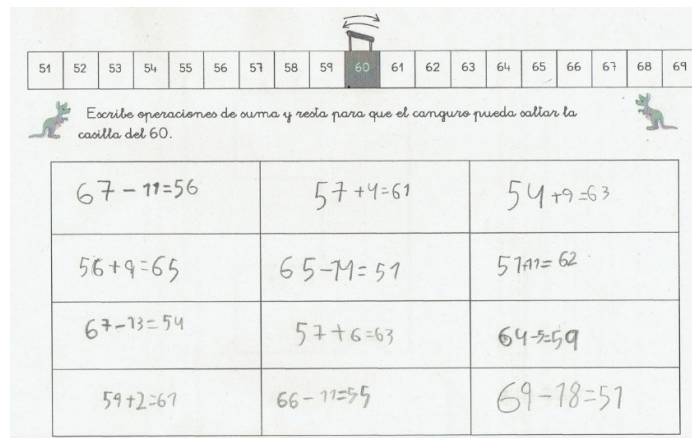 51 52 53 54 55 56 57 58 59 60 61 62 63 64 65 66 67 68 69
Escribe operaciones de suma y resta para que el canguro pueda saltar la
casilla del 60.
67 - 11 = 56 57 + 4 = 61 54 + 9 = 63
56 + 9 = 65 65 - 14 = 51 51 + 11 = 62
67 - 13 = 54 57 + 6 = 63 64 - 5 = 59
59 + 2 = 61 66 - 11 = 55 69 - 18 = 51